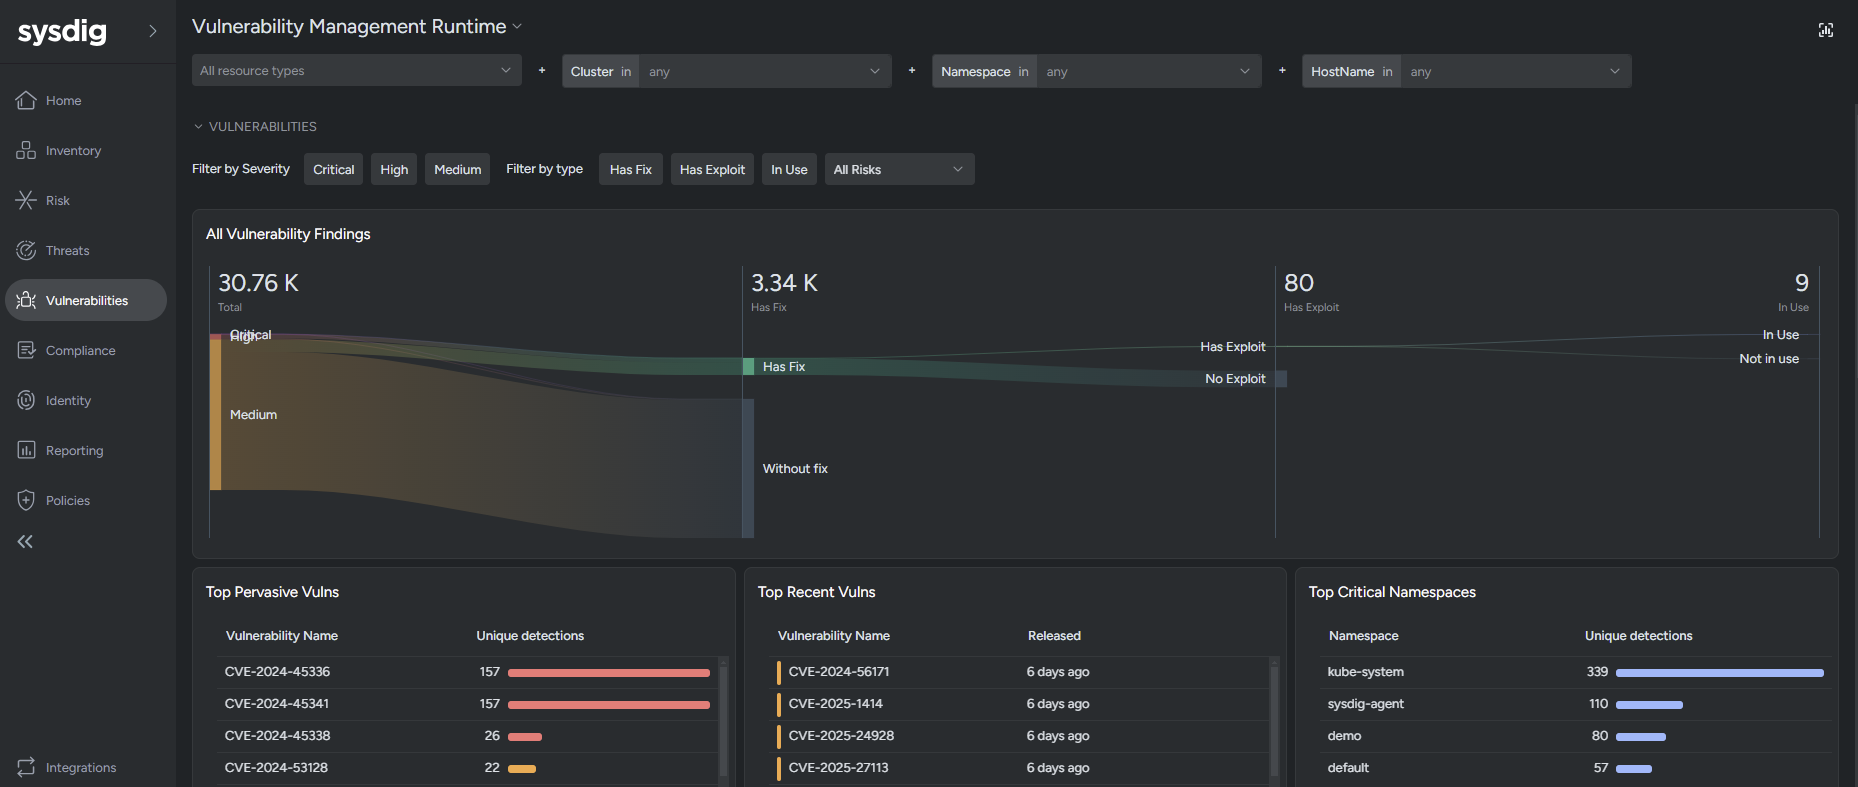 sysdig
Vulnerability Management Runtime
All resource types + Cluster in any + Namespace in any + HostName in any
Home
Inventory
Risk
Threats
Vulnerabilities
Compliance
Identity
Reporting
Policies
Integrations
VULNERABILITIES
Filter by Severity Critical High Medium Filter by type Has Fix Has Exploit In Use All Risks
All Vulnerability Findings
30.76 K 3.34 K 80 9
Total Has Fix Has Exploit In Use
Critical
High
Medium
Has Fix
Without fix
Has Exploit
No Exploit
In Use
Not in use
Top Pervasive Vulns
Vulnerability Name Unique detections
CVE-2024-45336 157
CVE-2024-45341 157
CVE-2024-45338 26
CVE-2024-53128 22
Top Recent Vulns
Vulnerability Name Released
CVE-2024-56171 6 days ago
CVE-2025-1414 6 days ago
CVE-2025-24928 6 days ago
CVE-2025-27113 6 days ago
Top Critical Namespaces
Namespace Unique detections
kube-system 339
sysdig-agent 110
demo 80
default 57